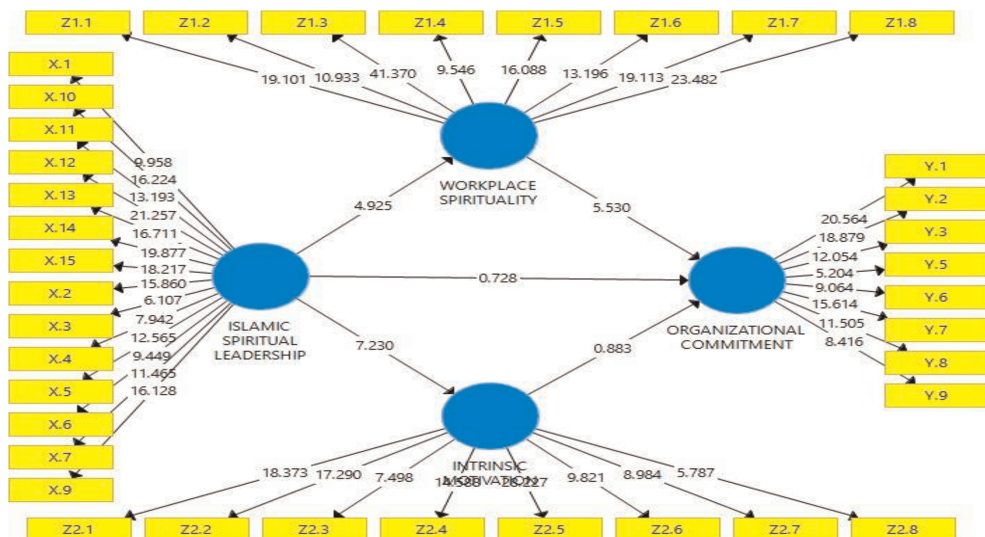 Z1.1 Z1.2 Z1.3 Z1.4 Z1.5 Z1.6 Z1.7 Z1.8
19.101 10.933 41.370 9.546 16.088 13.196 19.113 23.482
X.1
X.10
X.11
X.12
X.13
X.14
X.15
X.2
X.3
X.4
X.5
X.6
X.7
X.9
9.958
16.224
13.193
21.257
16.711
19.877
18.217
15.860
6.107
7.942
12.565
9.449
11.465
16.128
ISLAMIC
SPIRITUAL
LEADERSHIP
4.925
WORKPLACE
SPIRITUALITY
5.530
0.728
7.230
0.883
ORGANIZATIONAL
COMMITMENT
20.564
18.879
12.054
5.204
9.064
15.614
11.505
8.416
Y.1
Y.2
Y.3
Y.5
Y.6
Y.7
Y.8
Y.9
INTRINSIC
MOTIVATION
18.373 17.290 7.498 9.821 8.984 5.787
Z2.1 Z2.2 Z2.3 Z2.4 Z2.5 Z2.6 Z2.7 Z2.8